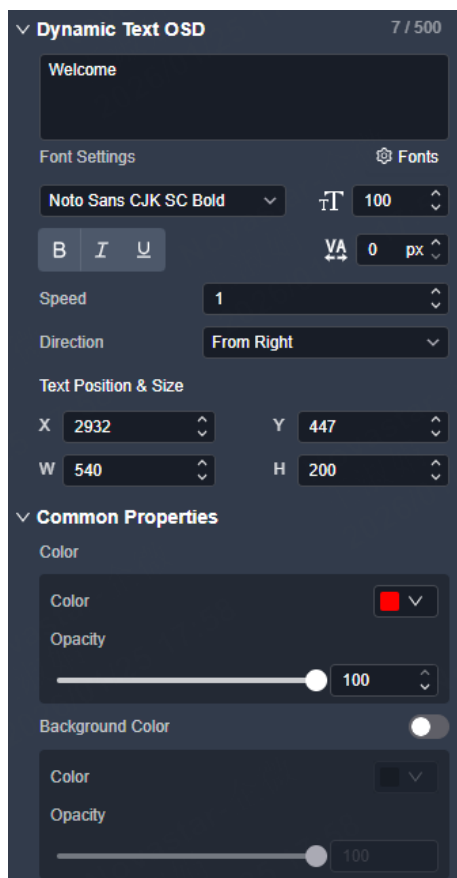 Dynamic Text OSD 7 / 500
Welcome
Font Settings Fonts
Noto Sans CJK SC Bold TT 100
B I U VA 0 px
Speed 1
Direction From Right
Text Position & Size
X 2932 Y 447
W 540 H 200
Common Properties
Color
Color
Opacity
100
Background Color
Color
Opacity
100